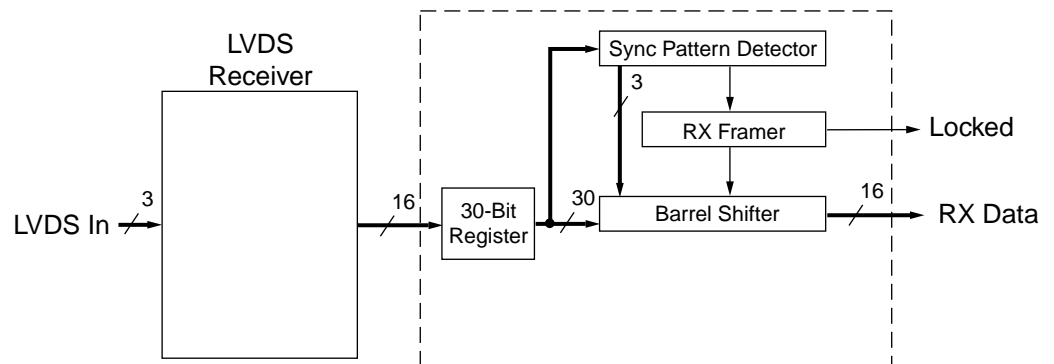 LVDS
Receiver
Sync Pattern Detector
3
RX Framer
Locked
3
16
30
16
LVDS In
30-Bit
Register
Barrel Shifter
RX Data